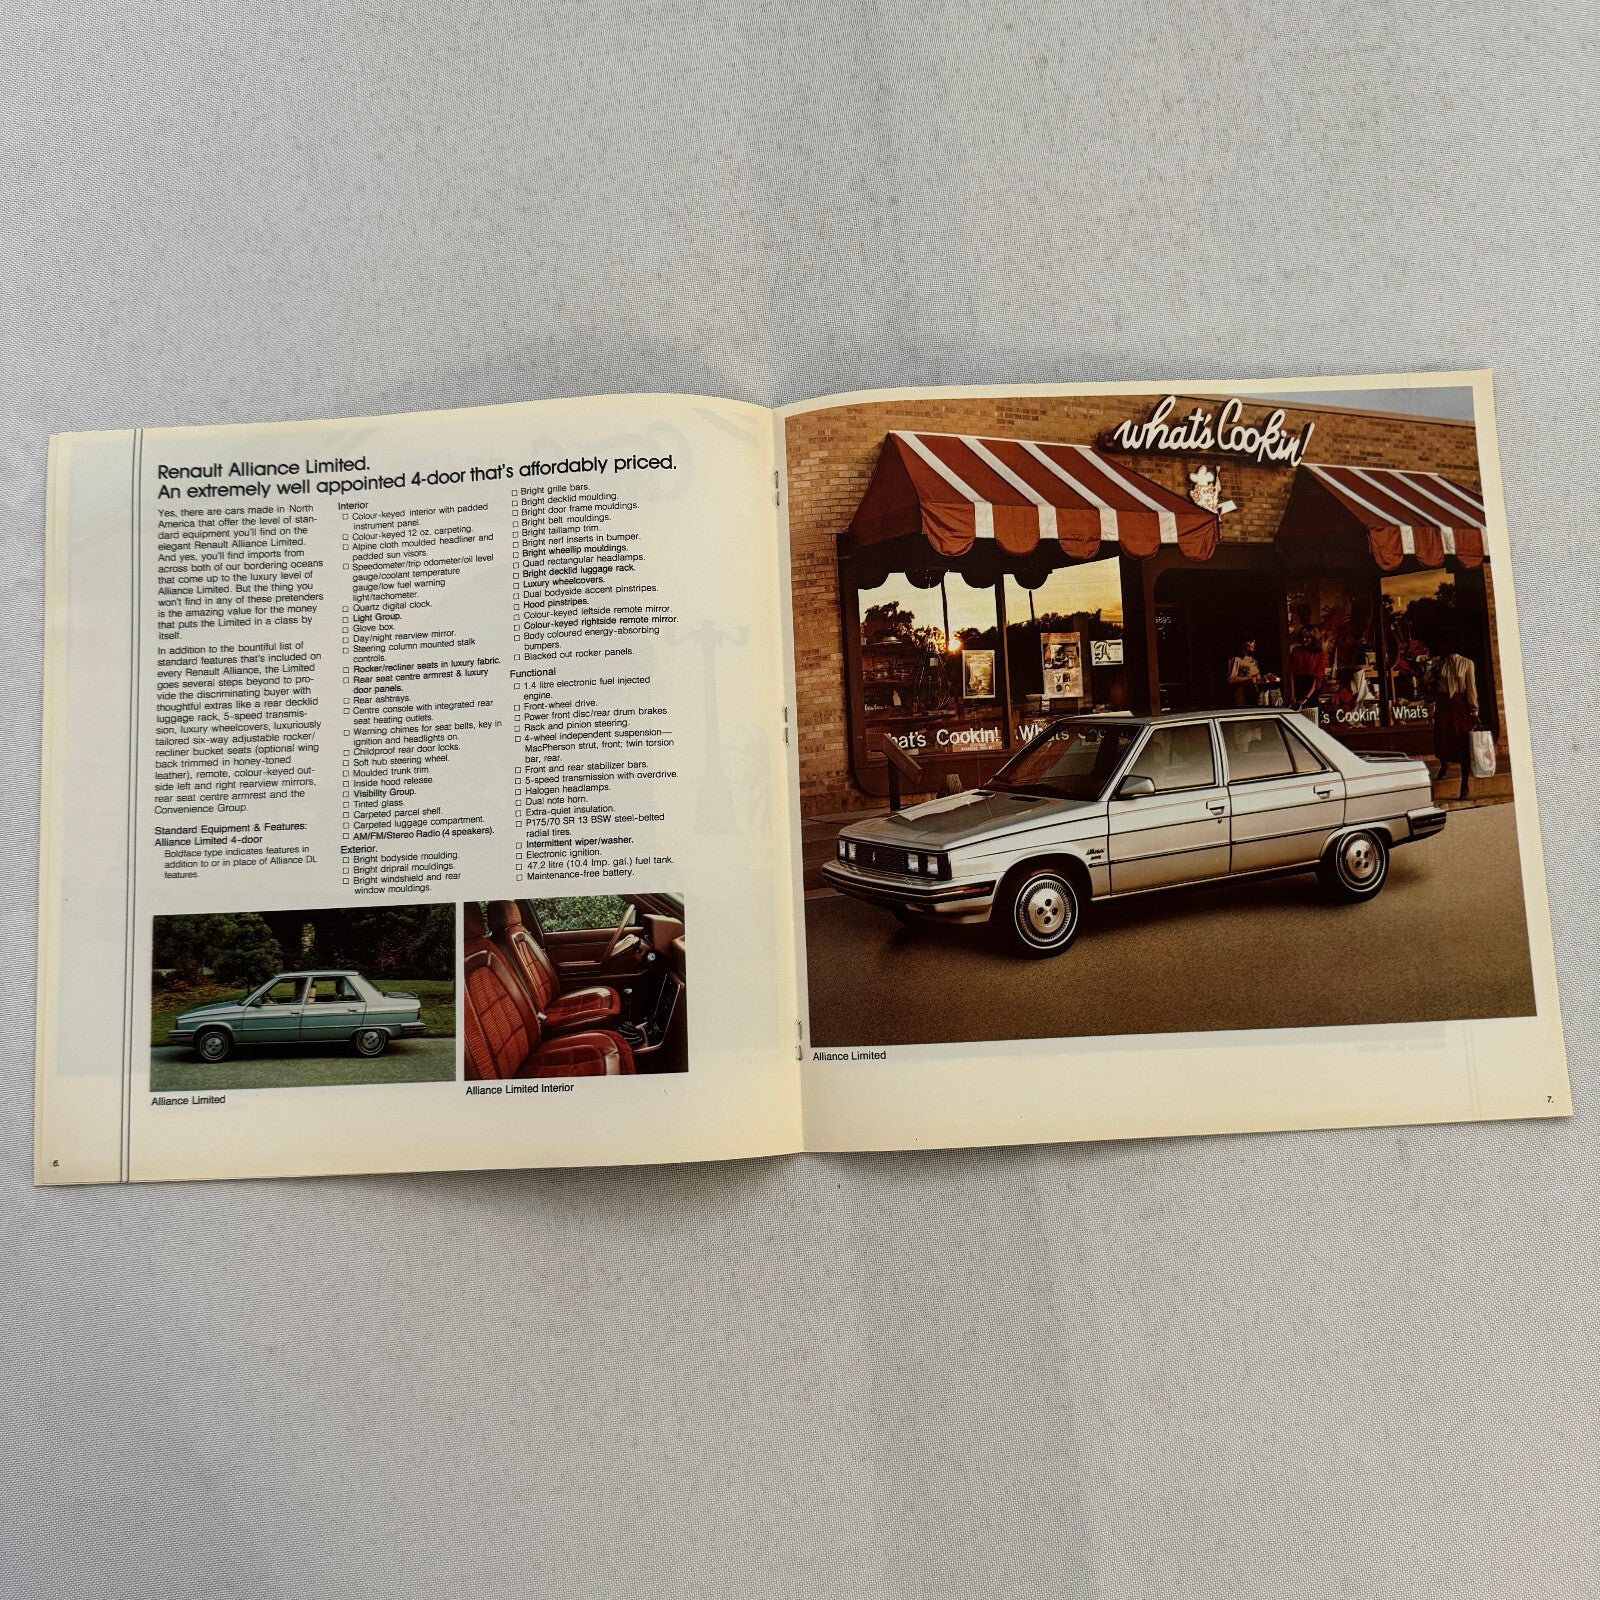 Renault Alliance Limited.
An extremely well appointed 4-door that's affordably priced.
Yes, there are cars made in North
America that offer the level of stan-
dard equipment you'll find on the
elegant Renault Alliance Limited.
And yes, you'll find imports from
across both of our bordering oceans
that come up to the luxury level of
Alliance Limited. But the thing you
won't find in any of these pretenders
is the amazing value for the money
that puts the Limited in a class by
itself.
In addition to the bountiful list of
standard features that's included on
every Renault Alliance, the Limited
goes several steps beyond to pro-
vide the discriminating buyer with
thoughtful extras like a rear decklid
luggage rack, 5-speed transmis-
sion, luxury wheelcovers, luxuriously
tailored six-way adjustable rocker/
recliner bucket seats (optional wing
back trimmed in honey-toned
leather), remote, colour-keyed out-
side left and right rearview mirrors,
rear seat centre armrest and the
Convenience Group.
Standard Equipment & Features:
Alliance Limited 4-door
Boldface type indicates features in
addition to or in place of Alliance DL
features.
Interior
□ Colour-keyed interior with padded
instrument panel.
□ Colour-keyed 12 oz. carpeting.
□ Alpine cloth moulded headliner and
padded sun visors.
□ Speedometer/trip odometer/oil level
gauge/coolant temperature
gauge/low fuel warning
light/tachometer.
□ Quartz digital clock.
□ Light Group.
□ Glove box.
□ Day/night rearview mirror.
□ Steering column mounted stalk
controls.
□ Rocker/recliner seats in luxury fabric.
□ Rear seat centre armrest & luxury
door panels.
□ Rear ashtrays.
□ Centre console with integrated rear
seat heating outlets.
□ Warning chimes for seat belts, key in
ignition and headlights on.
□ Childproof rear door locks.
□ Soft hub steering wheel.
□ Moulded trunk trim.
□ Inside hood release.
□ Visibility Group.
□ Tinted glass.
□ Carpeted parcel shelf.
□ Carpeted luggage compartment.
□ AM/FM/Stereo Radio (4 speakers).
Exterior.
□ Bright bodyside moulding.
□ Bright driprail mouldings.
□ Bright windshield and rear
window mouldings.
□ Bright grille bars.
□ Bright decklid moulding.
□ Bright door frame mouldings.
□ Bright belt mouldings.
□ Bright taillamp trim.
□ Bright nerf inserts in bumper.
□ Bright wheellip mouldings.
□ Quad rectangular headlamps.
□ Bright decklid luggage rack.
□ Luxury wheelcovers.
□ Dual bodyside accent pinstripes.
□ Hood pinstripes.
□ Colour-keyed leftside remote mirror.
□ Colour-keyed rightside remote mirror.
□ Body coloured energy-absorbing
bumpers.
□ Blacked out rocker panels.
Functional
□ 1.4 litre electronic fuel injected
engine.
□ Front-wheel drive.
□ Power front disc/rear drum brakes.
□ Rack and pinion steering.
□ 4-wheel independent suspension—
MacPherson strut, front; twin torsion
bar, rear.
□ Front and rear stabilizer bars.
□ 5-speed transmission with overdrive.
□ Halogen headlamps.
□ Dual note horn.
□ Extra-quiet insulation.
□ P175/70 SR 13 BSW steel-belted
radial tires.
□ Intermittent wiper/washer.
□ Electronic ignition.
□ 47.2 litre (10.4 Imp. gal.) fuel tank.
□ Maintenance-free battery.
Alliance Limited
Alliance Limited Interior
6.
what's Cookin!
hat's Cookin! What's
s Cookin! What's
Alliance Limited
7.